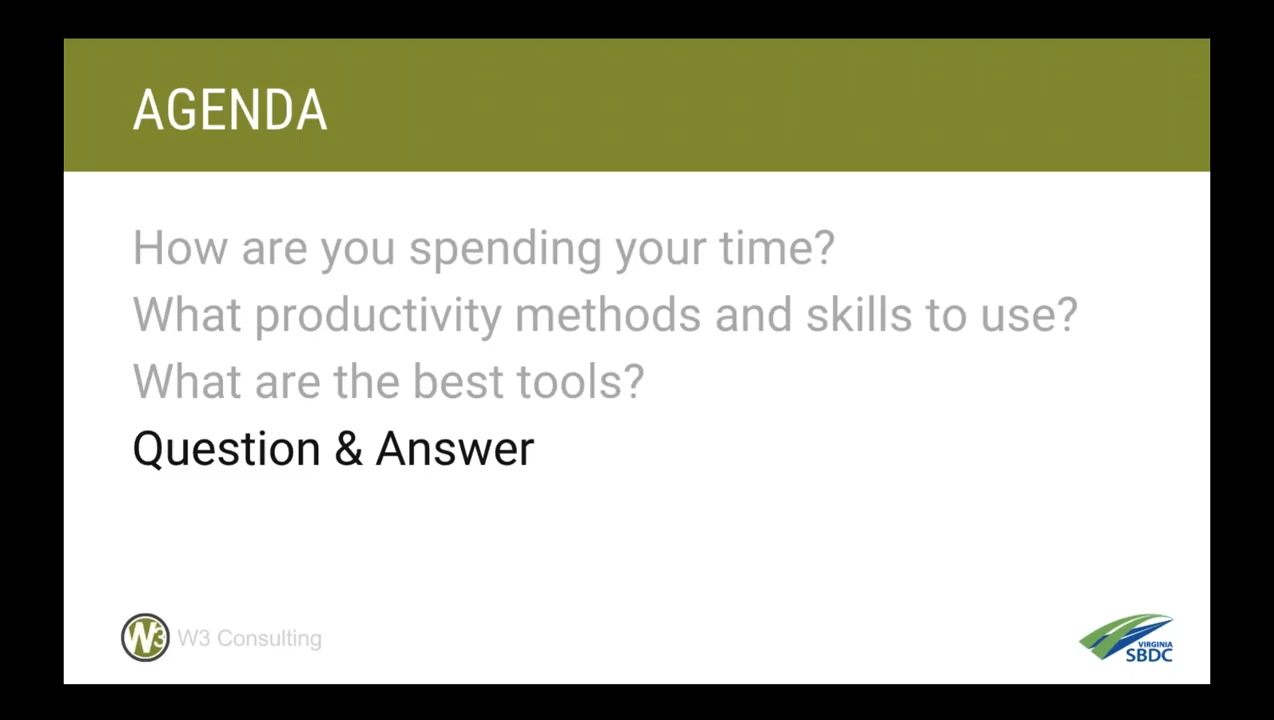 AGENDA
How are you spending your time?
What productivity methods and skills to use?
What are the best tools?
Question & Answer
W3 W3 Consulting
VIRGINIA
SBDC